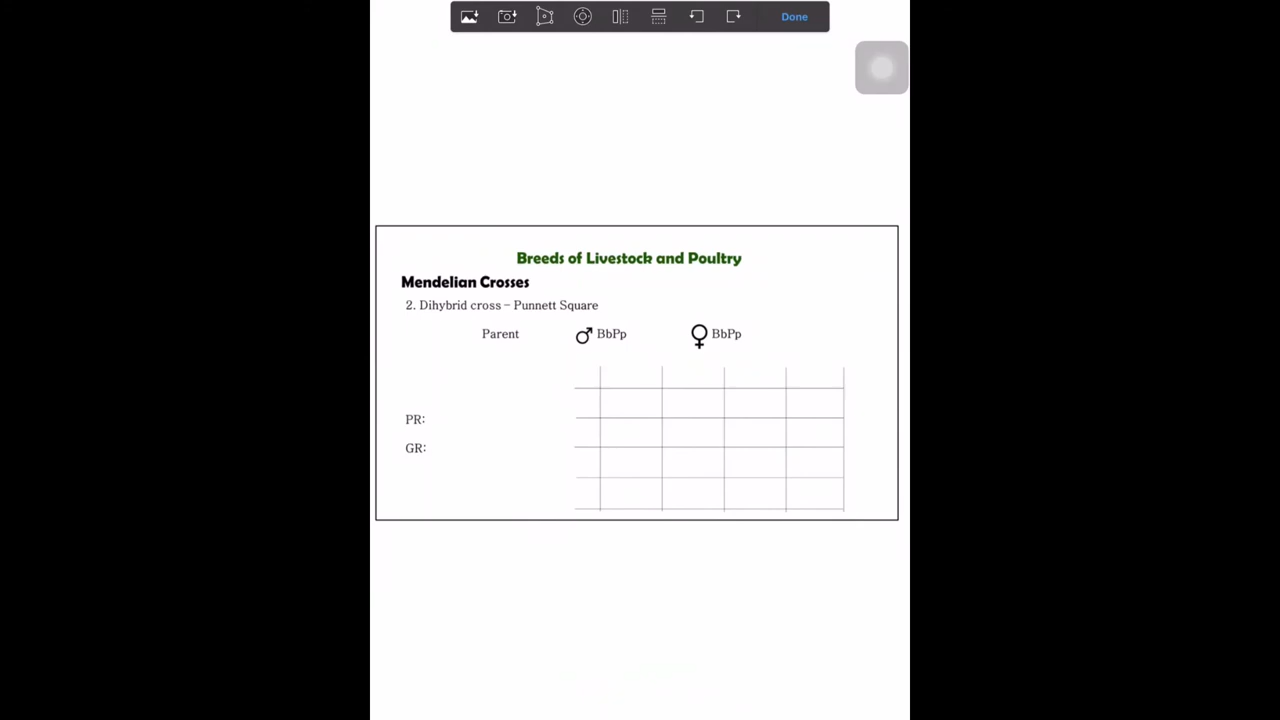 Done
Breeds of Livestock and Poultry
Mendelian Crosses
2. Dihybrid cross – Punnett Square
Parent ♂ BbPp ♀ BbPp
PR:
GR: